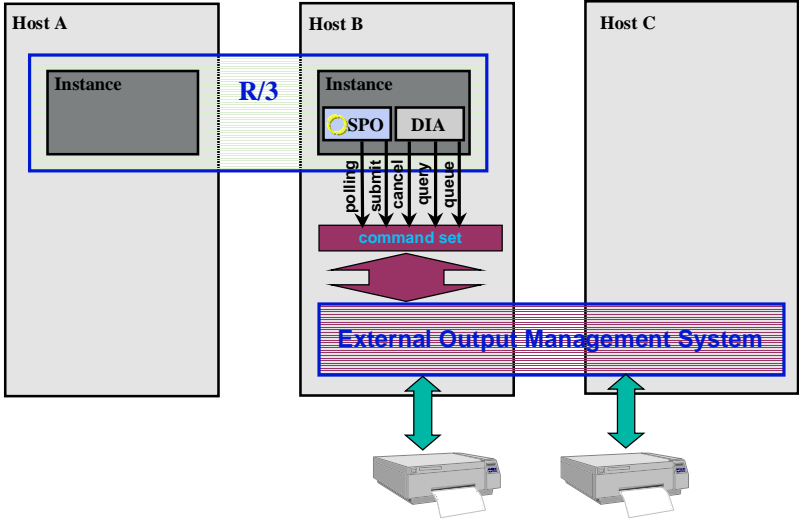 Host A
Host B
Host C
Instance
R/3
Instance
SPO
DIA
polling
submit
cancel
query
queue
command set
External Output Management System